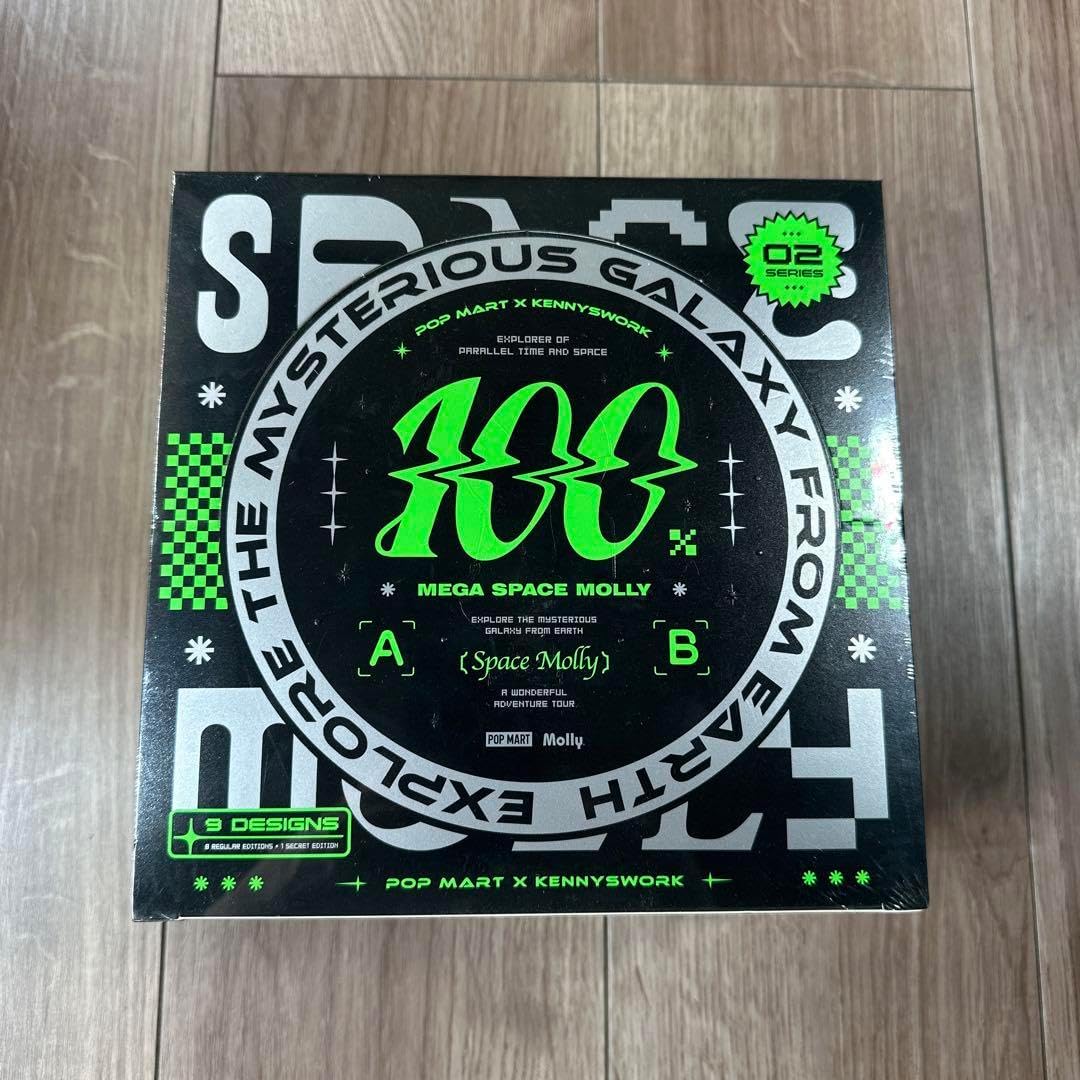 SPACE
02
SERIES
EXPLORE THE MYSTERIOUS GALAXY FROM EARTH
POP MART X KENNYSWORK
EXPLORER OF
PARALLEL TIME AND SPACE
100
%
MEGA SPACE MOLLY
EXPLORE THE MYSTERIOUS
GALAXY FROM EARTH
A
B
Space Molly
A WONDERFUL
ADVENTURE TOUR
POP MART Molly
MOLLY
9 DESIGNS
8 REGULAR EDITIONS + 1 SECRET EDITION
POP MART X KENNYSWORK